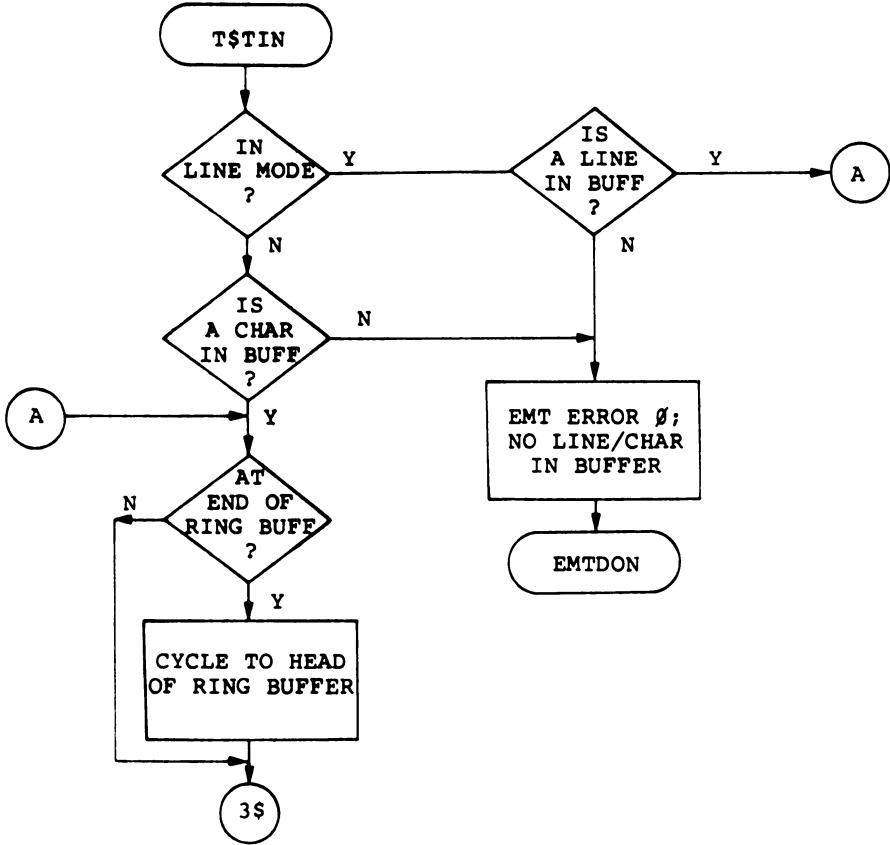 T$TIN
IN
LINE MODE
?
Y
IS
A LINE
IN BUFF
?
Y
A
N
N
IS
A CHAR
IN BUFF
?
N
A
Y
EMT ERROR Ø;
NO LINE/CHAR
IN BUFFER
AT
END OF
RING BUFF
?
N
EMTDON
Y
CYCLE TO HEAD
OF RING BUFFER
3$